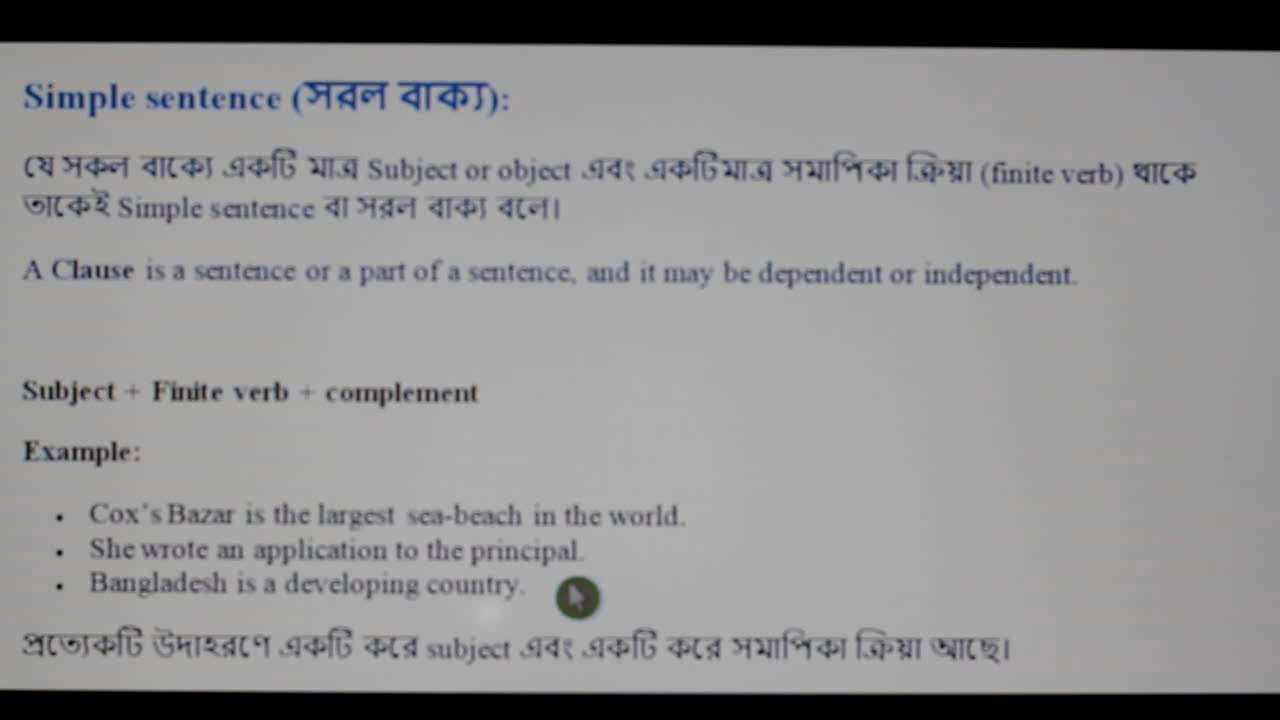 Simple sentence (সরল বাক্য):
যে সকল বাক্যে একটি মাত্র Subject or object এবং একটিমাত্র সমাপিকা ক্রিয়া (finite verb) থাকে
তাকেই Simple sentence বা সরল বাক্য বলে।
A Clause is a sentence or a part of a sentence, and it may be dependent or independent.
Subject + Finite verb + complement
Example:
• Cox's Bazar is the largest sea-beach in the world.
• She wrote an application to the principal.
• Bangladesh is a developing country.
প্রত্যেকটি উদাহরণে একটি করে subject এবং একটি করে সমাপিকা ক্রিয়া আছে।